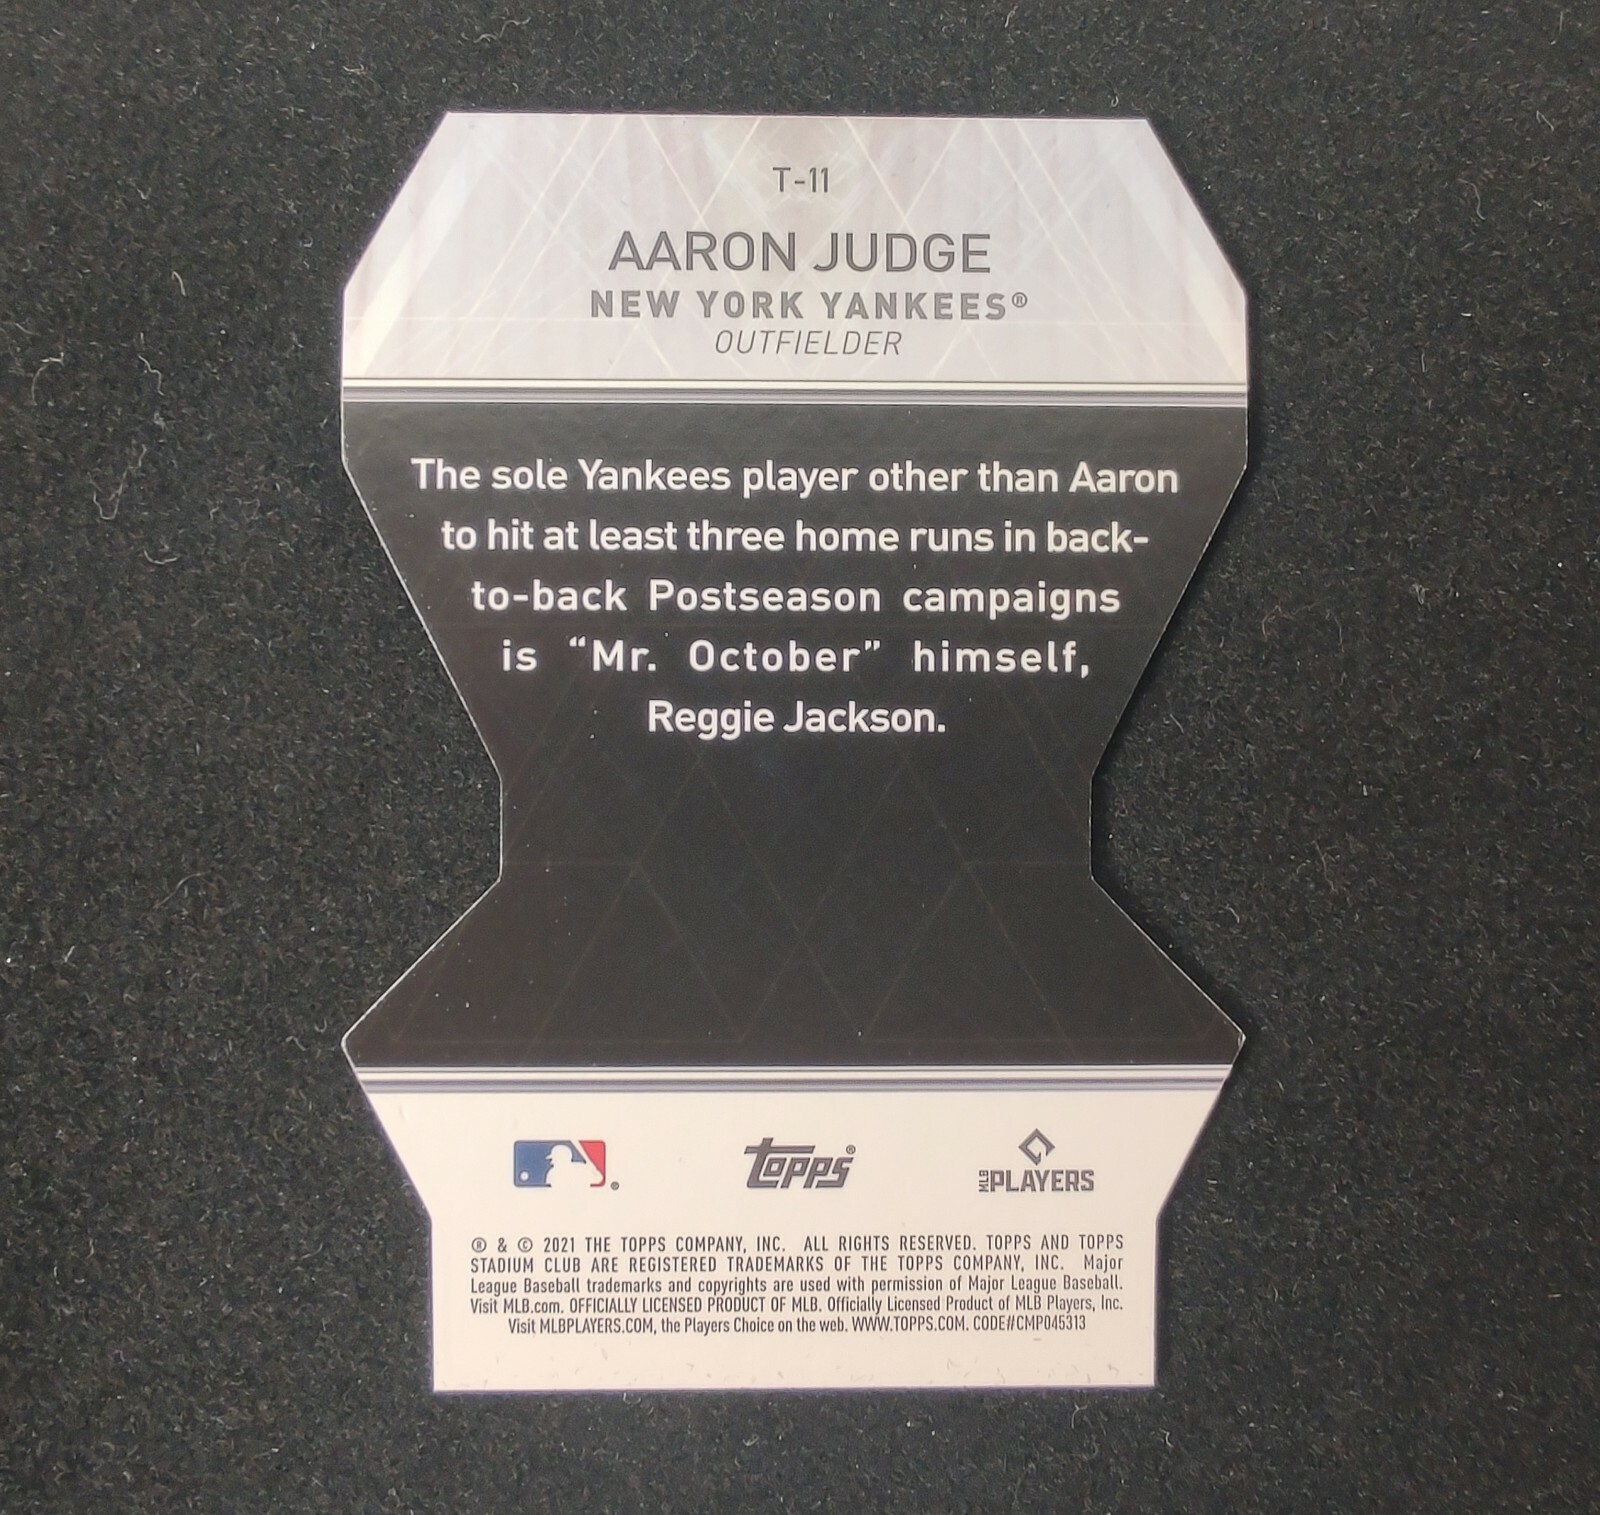 T-11
AARON JUDGE
NEW YORK YANKEES®
OUTFIELDER
The sole Yankees player other than Aaron
to hit at least three home runs in back-
to-back Postseason campaigns
is “Mr. October” himself,
Reggie Jackson.
® topps® MLB PLAYERS
® & © 2021 THE TOPPS COMPANY, INC. ALL RIGHTS RESERVED. TOPPS AND TOPPS
STADIUM CLUB ARE REGISTERED TRADEMARKS OF THE TOPPS COMPANY, INC. Major
League Baseball trademarks and copyrights are used with permission of Major League Baseball.
Visit MLB.com. OFFICIALLY LICENSED PRODUCT OF MLB. Officially Licensed Product of MLB Players, Inc.
Visit MLBPLAYERS.COM, the Players Choice on the web. WWW.TOPPS.COM. CODE#CMP045313